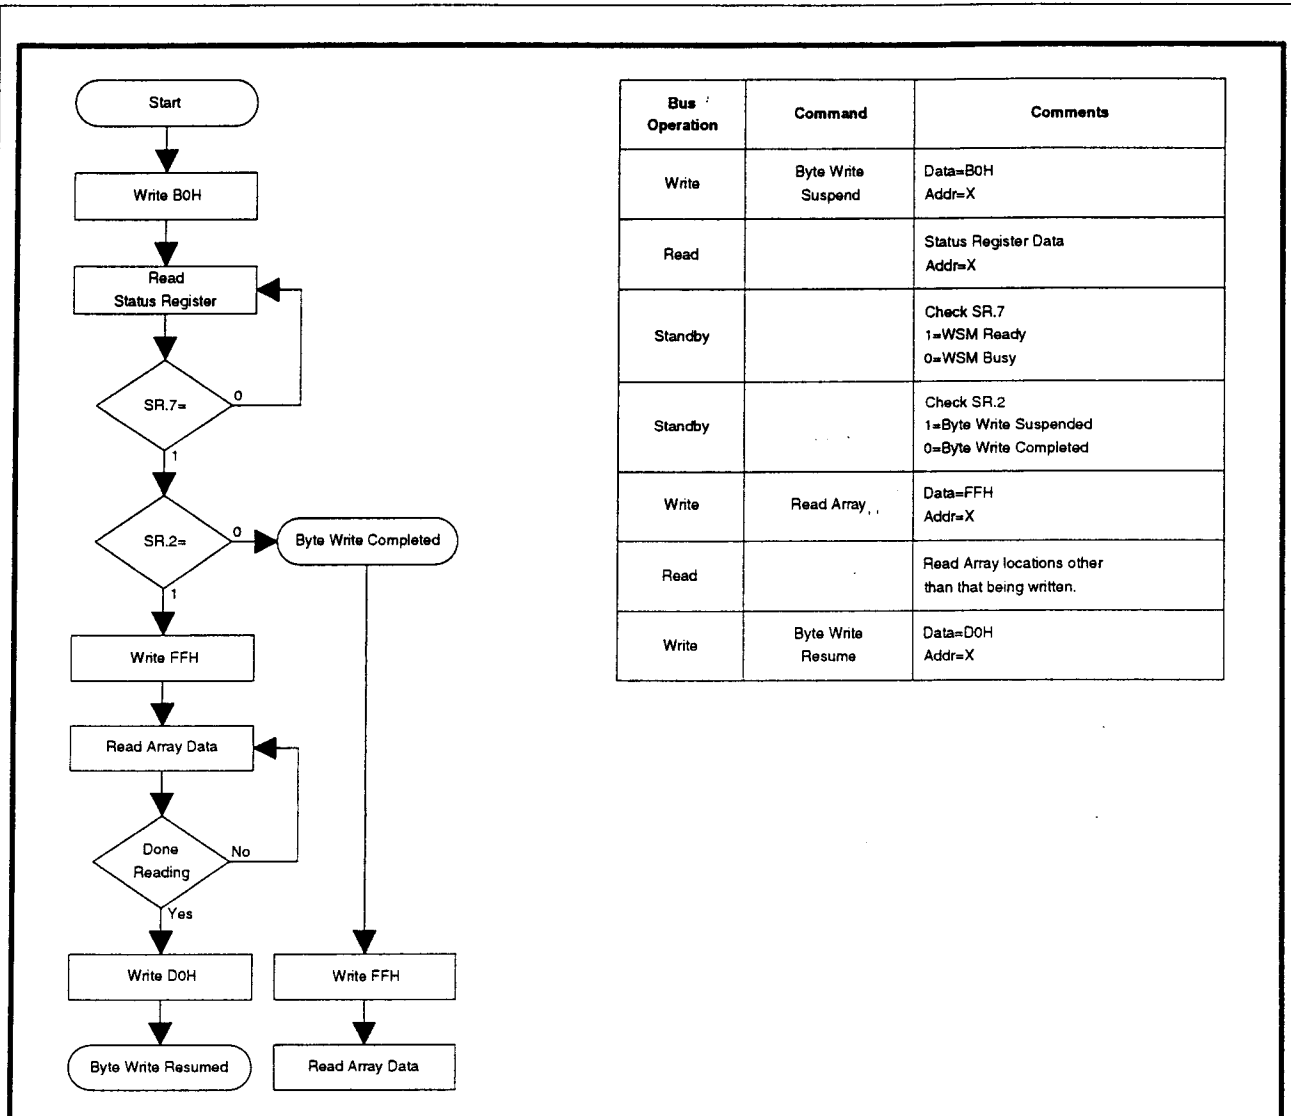 Start
Write B0H
Read
Status Register
SR.7=
0
1
SR.2=
0
Byte Write Completed
1
Write FFH
Read Array Data
Done
Reading
No
Yes
Write D0H
Write FFH
Byte Write Resumed
Read Array Data
Bus
Operation
Command
Comments
Write
Byte Write
Suspend
Data=B0H
Addr=X
Read
Status Register Data
Addr=X
Standby
Check SR.7
1=WSM Ready
0=WSM Busy
Standby
Check SR.2
1=Byte Write Suspended
0=Byte Write Completed
Write
Read Array
Data=FFH
Addr=X
Read
Read Array locations other
than that being written.
Write
Byte Write
Resume
Data=D0H
Addr=X